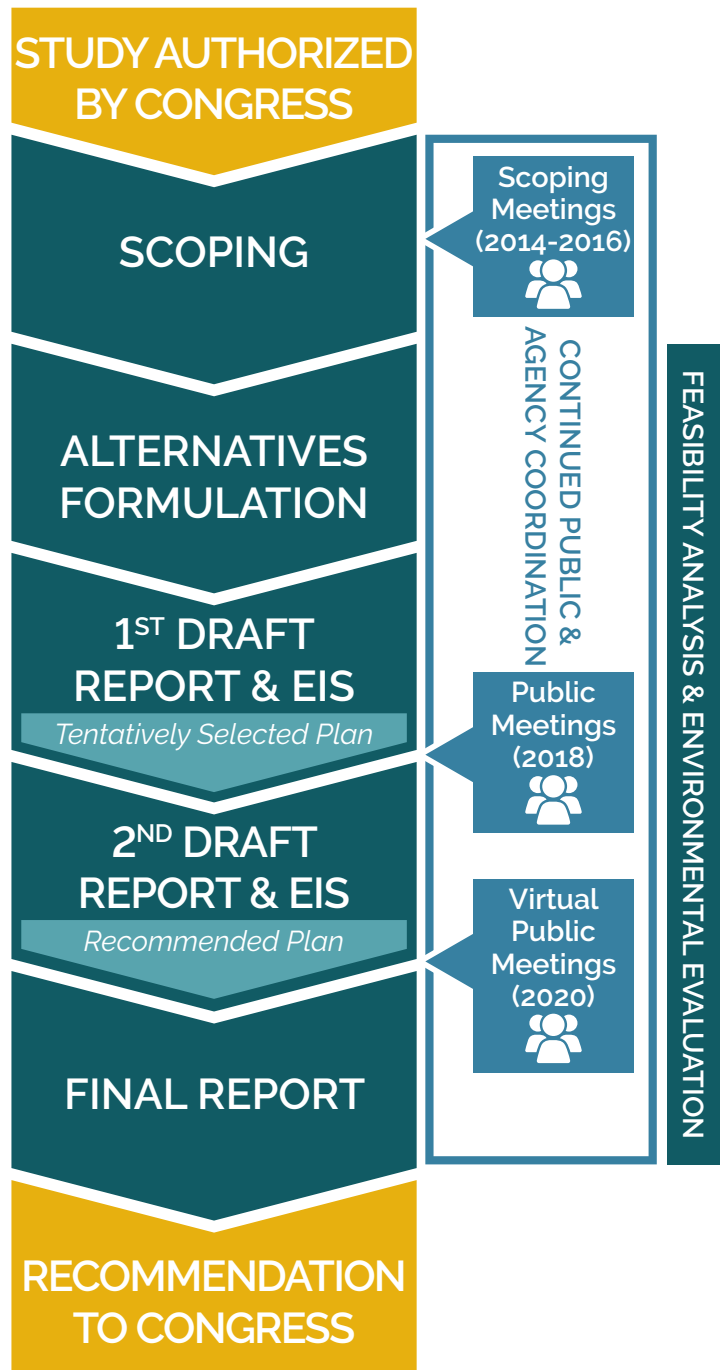 STUDY AUTHORIZED
BY CONGRESS
SCOPING
Scoping
Meetings
(2014-2016)
CONTINUED PUBLIC &
AGENCY COORDINATION
FEASIBILITY ANALYSIS & ENVIRONMENTAL EVALUATION
ALTERNATIVES
FORMULATION
1ST DRAFT
REPORT & EIS
Tentatively Selected Plan
Public
Meetings
(2018)
2ND DRAFT
REPORT & EIS
Recommended Plan
Virtual
Public
Meetings
(2020)
FINAL REPORT
RECOMMENDATION
TO CONGRESS